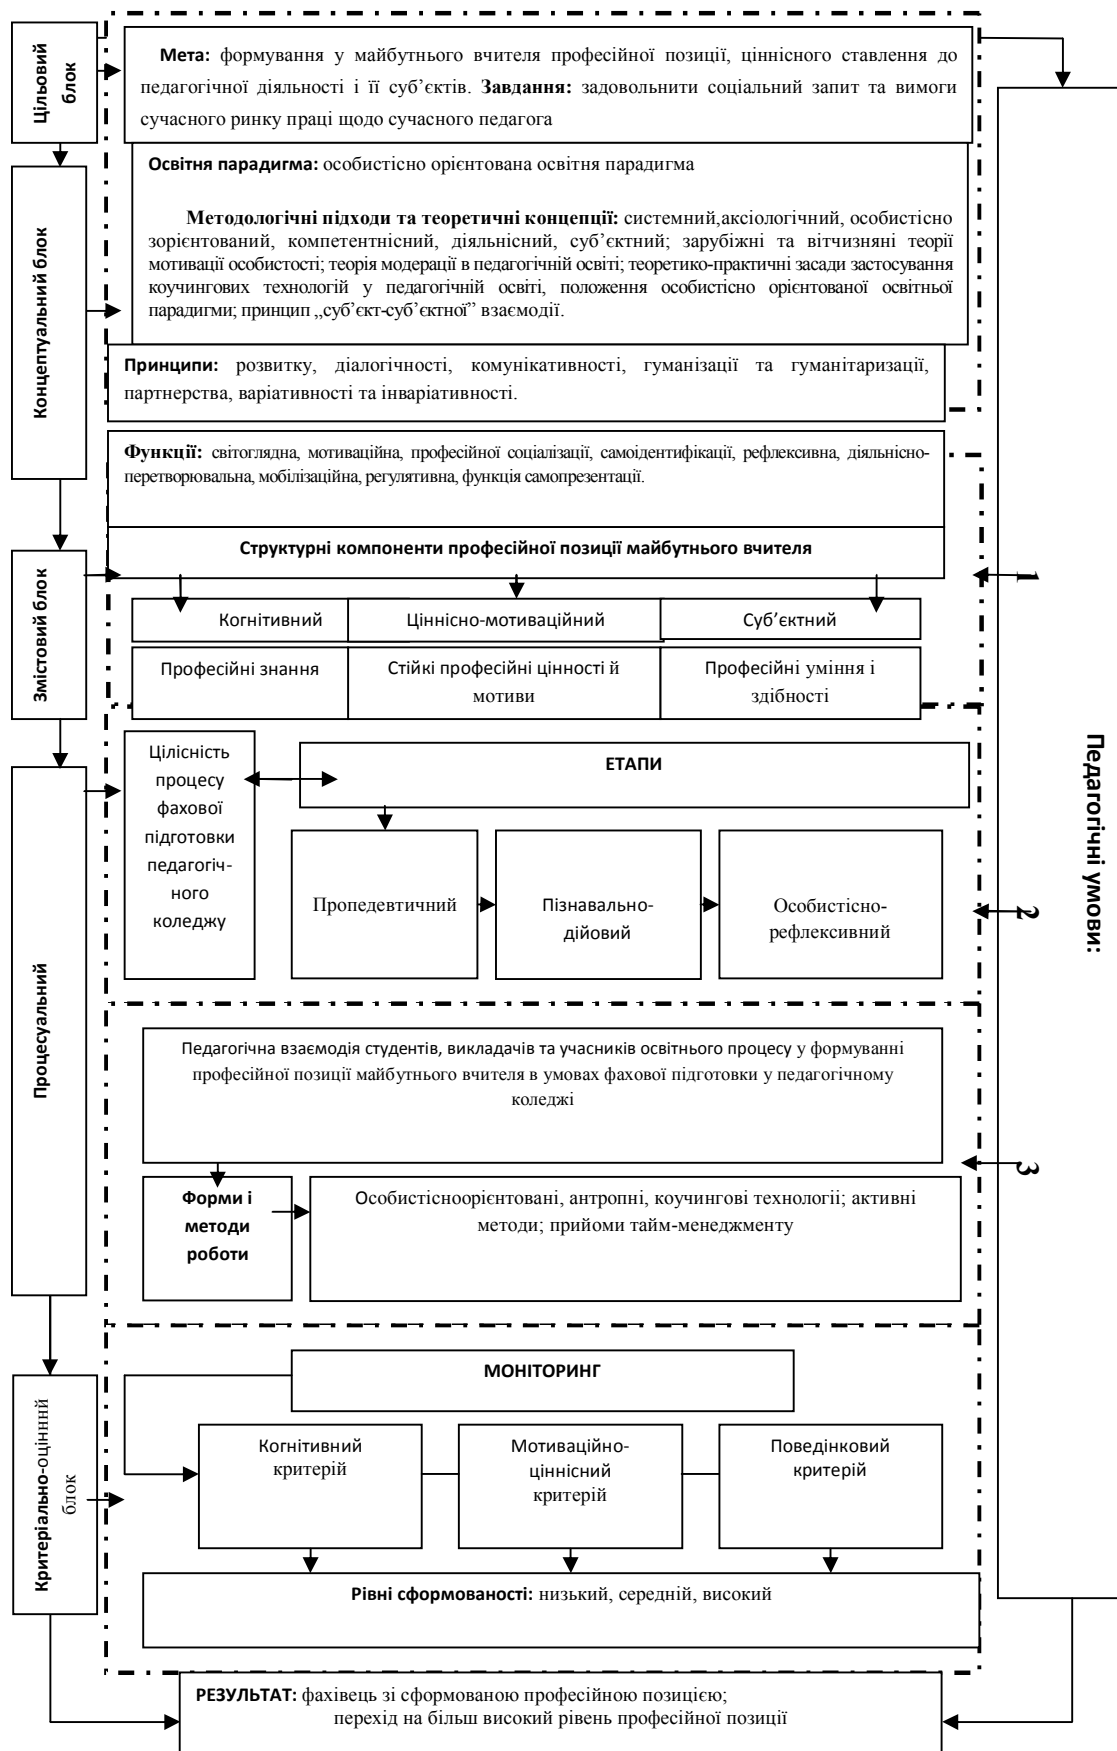 Цільовий
блок
Мета: формування у майбутнього вчителя професійної позиції, ціннісного ставлення до
педагогічної діяльності і її суб’єктів. Завдання: задовольнити соціальний запит та вимоги
сучасного ринку праці щодо сучасного педагога
Концептуальний блок
Освітня парадигма: особистісно орієнтована освітня парадигма
Методологічні підходи та теоретичні концепції: системний,аксіологічний, особистісно
зорієнтований, компетентнісний, діяльнісний, суб’єктний; зарубіжні та вітчизняні теорії
мотивації особистості; теорія модерації в педагогічній освіті; теоретико-практичні засади застосування
коучингових технологій у педагогічній освіті, положення особистісно орієнтованої освітньої
парадигми; принцип „суб’єкт-суб’єктної” взаємодії.
Принципи: розвитку, діалогічності, комунікативності, гуманізації та гуманітаризації,
партнерства, варіативності та інваріативності.
Функції: світоглядна, мотиваційна, професійної соціалізації, самоідентифікації, рефлексивна, діяльнісно-
перетворювальна, мобілізаційна, регулятивна, функція самопрезентації.
Змістовий блок
Структурні компоненти професійної позиції майбутнього вчителя
Когнітивний
Ціннісно-мотиваційний
Суб’єктний
Професійні знання
Стійкі професійні цінності й
мотиви
Професійні уміння і
здібності
1
Педагогічні умови:
Процесуальний
Цілісність
процесу
фахової
підготовки
педагогіч-
ного
коледжу
ЕТАПИ
Пропедевтичний
Пізнавально-
дійовий
Особистісно-
рефлексивний
2
Педагогічна взаємодія студентів, викладачів та учасників освітнього процесу у формуванні
професійної позиції майбутнього вчителя в умовах фахової підготовки у педагогічному
коледжі
3
Форми і
методи
роботи
Особистісноорієнтовані, антропні, коучингові технології; активні
методи; прийоми тайм-менеджменту
Критеріально-оцінний
блок
МОНІТОРИНГ
Когнітивний
критерій
Мотиваційно-
ціннісний
критерій
Поведінковий
критерій
Рівні сформованості: низький, середній, високий
РЕЗУЛЬТАТ: фахівець зі сформованою професійною позицією;
перехід на більш високий рівень професійної позиції